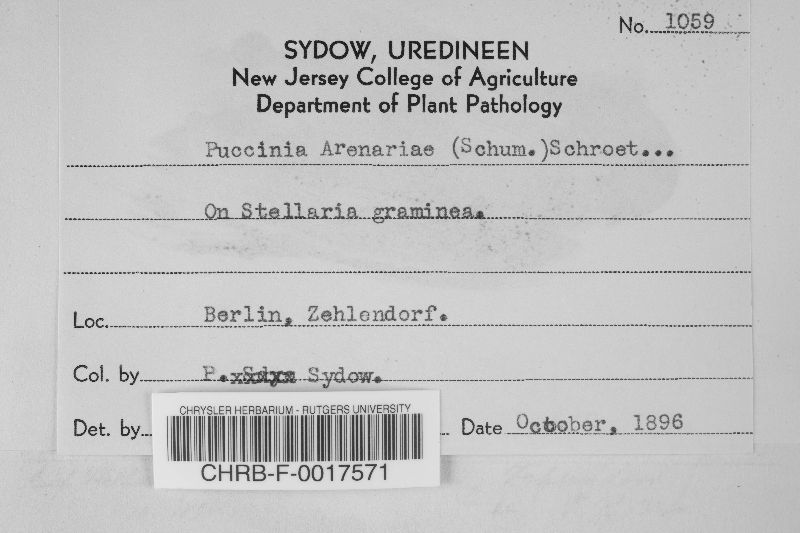 No. 1059
SYDOW, UREDINEEN
New Jersey College of Agriculture
Department of Plant Pathology
Puccinia Arenariae (Schum.)Schroet...
On Stellaria graminea.
Loc. Berlin, Zehlendorf.
Col. by P. Sydow.
Det. by
Date October, 1896
CHRYSLER HERBARIUM - RUTGERS UNIVERSITY
CHRB-F-0017571